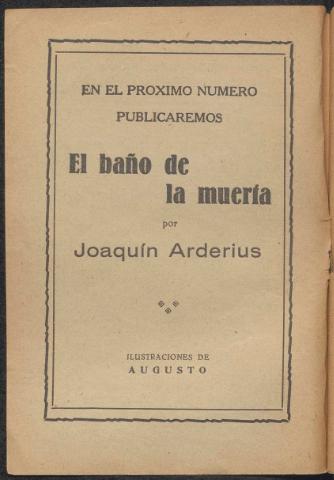 EN EL PROXIMO NUMERO
PUBLICAREMOS
El baño de
la muerta
por
Joaquín Arderius
ILUSTRACIONES DE
AUGUSTO